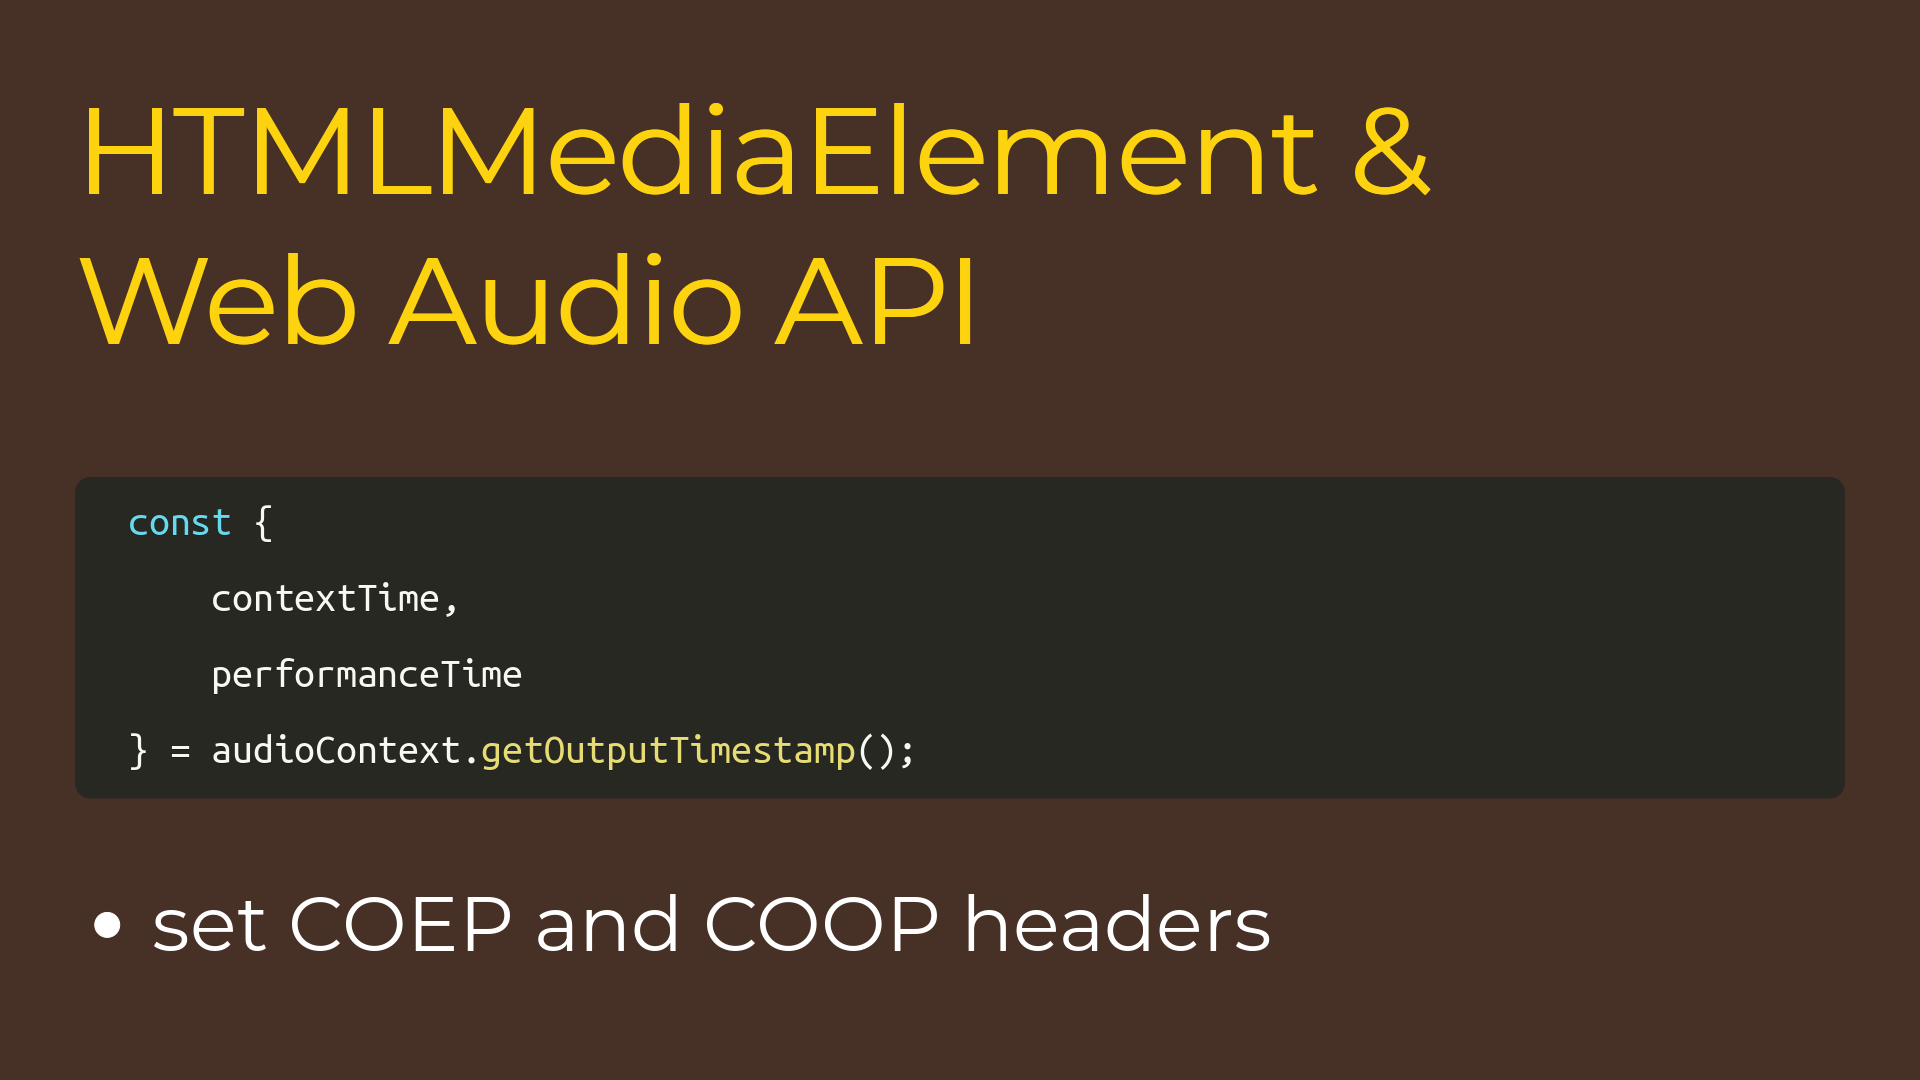 HTMLMediaElement &
Web Audio API
const {
contextTime,
performanceTime
} = audioContext.getOutputTimestamp();
• set COEP and COOP headers